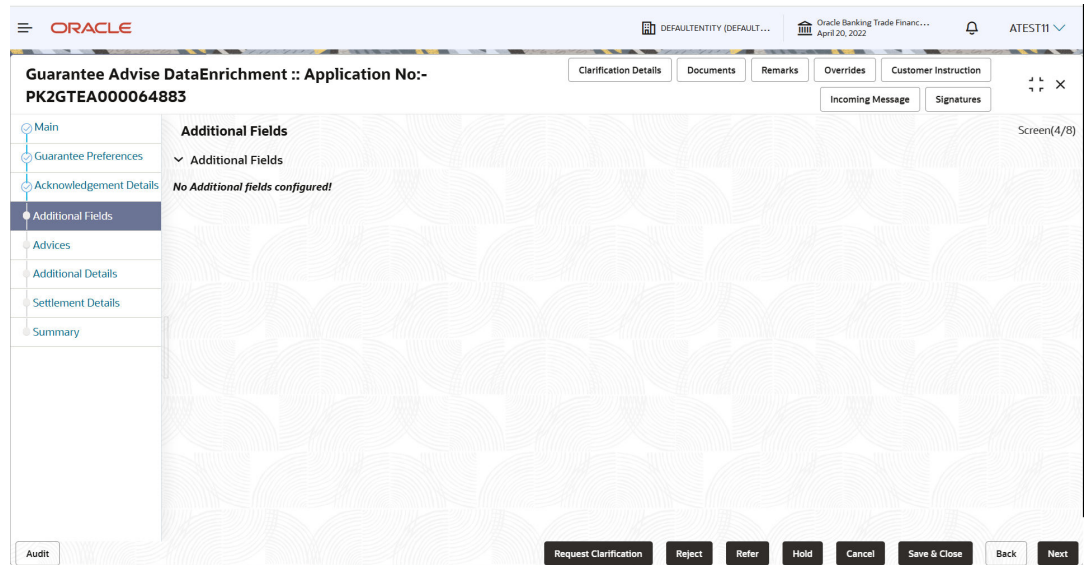 ORACLE
DEFAULTENTITY (DEFAULT...
Oracle Banking Trade Financ...
April 20, 2022
ATEST11
Guarantee Advise DataEnrichment :: Application No:-
PK2GTEA000064883
Clarification Details
Documents
Remarks
Overrides
Customer Instruction
Incoming Message
Signatures
Main
Guarantee Preferences
Acknowledgement Details
Additional Fields
Advices
Additional Details
Settlement Details
Summary
Additional Fields
Screen(4/8)
Additional Fields
No Additional fields configured!
Audit
Request Clarification
Reject
Refer
Hold
Cancel
Save & Close
Back
Next